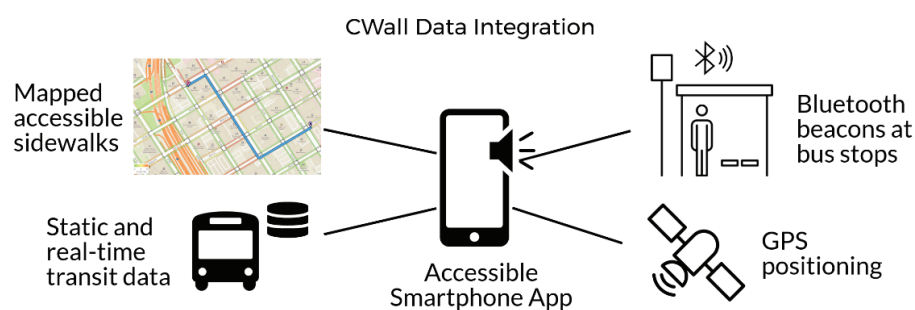 CWall Data Integration
Mapped
accessible
sidewalks
Bluetooth
beacons at
bus stops
Static and
real-time
transit data
Accessible
Smartphone App
GPS
positioning